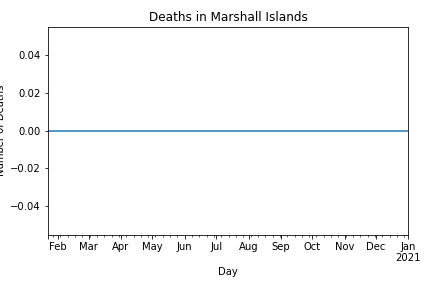 Deaths in Marshall Islands
Number of Deaths
0.04
0.02
0.00
−0.02
−0.04
Feb Mar Apr May Jun Jul Aug Sep Oct Nov Dec Jan
2021
Day